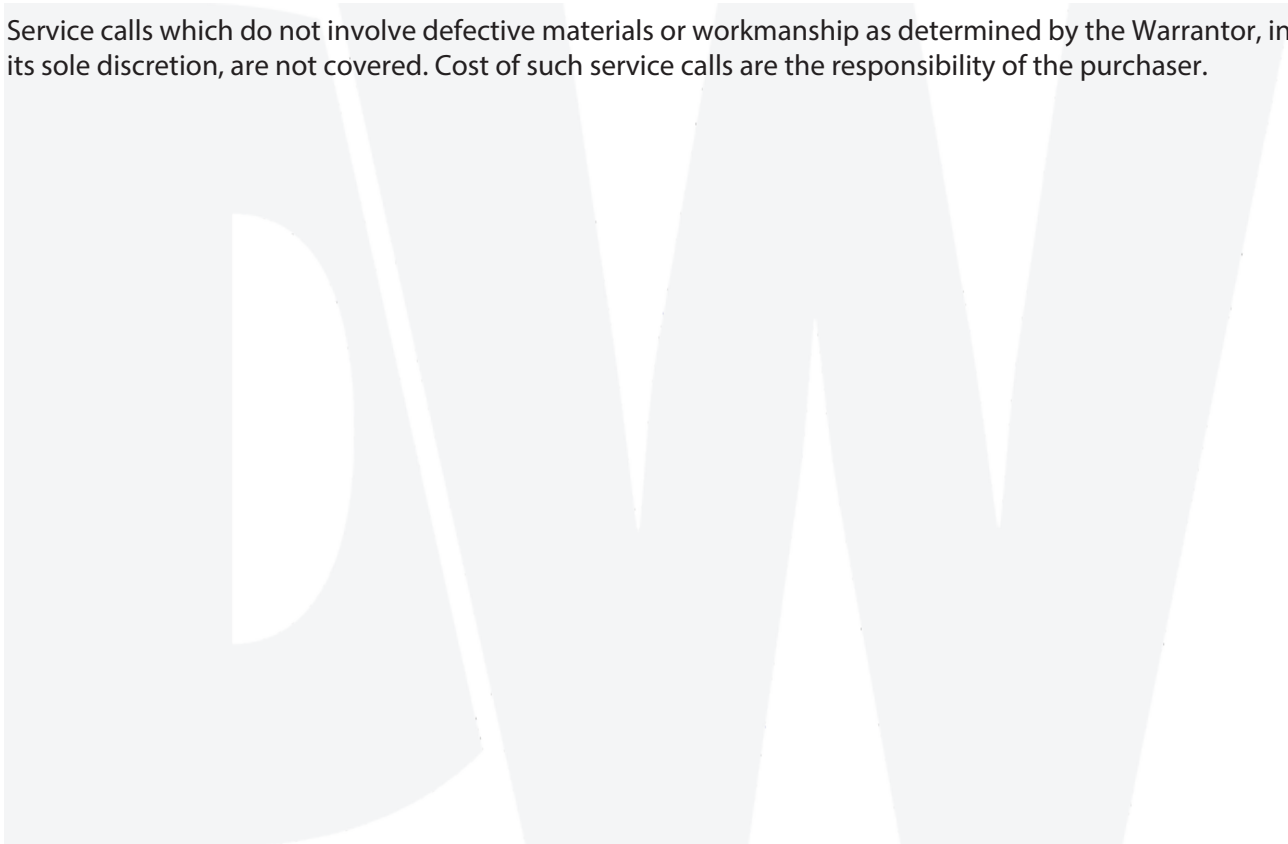 Service calls which do not involve defective materials or workmanship as determined by the Warrantor, in
its sole discretion, are not covered. Cost of such service calls are the responsibility of the purchaser.
DW